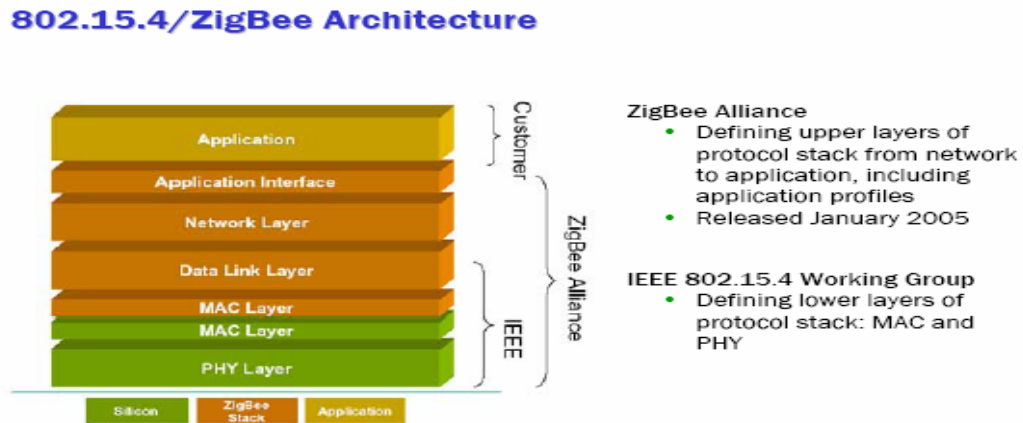 802.15.4/ZigBee Architecture
Application
Application Interface
Network Layer
Data Link Layer
MAC Layer
MAC Layer
PHY Layer
Customer
ZigBee Alliance
IEEE
Silicon
ZigBee
Stack
Application
ZigBee Alliance
• Defining upper layers of
protocol stack from network
to application, including
application profiles
• Released January 2005
IEEE 802.15.4 Working Group
• Defining lower layers of
protocol stack: MAC and
PHY